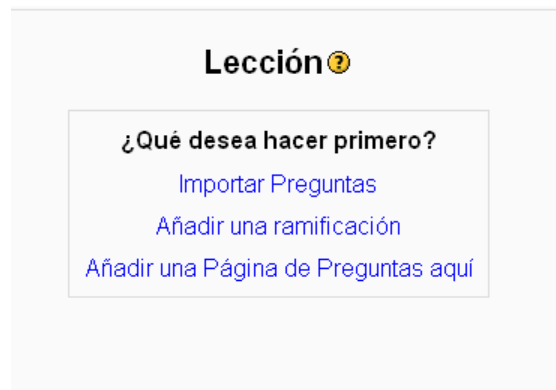 Lección
¿Qué desea hacer primero?
Importar Preguntas
Añadir una ramificación
Añadir una Página de Preguntas aquí